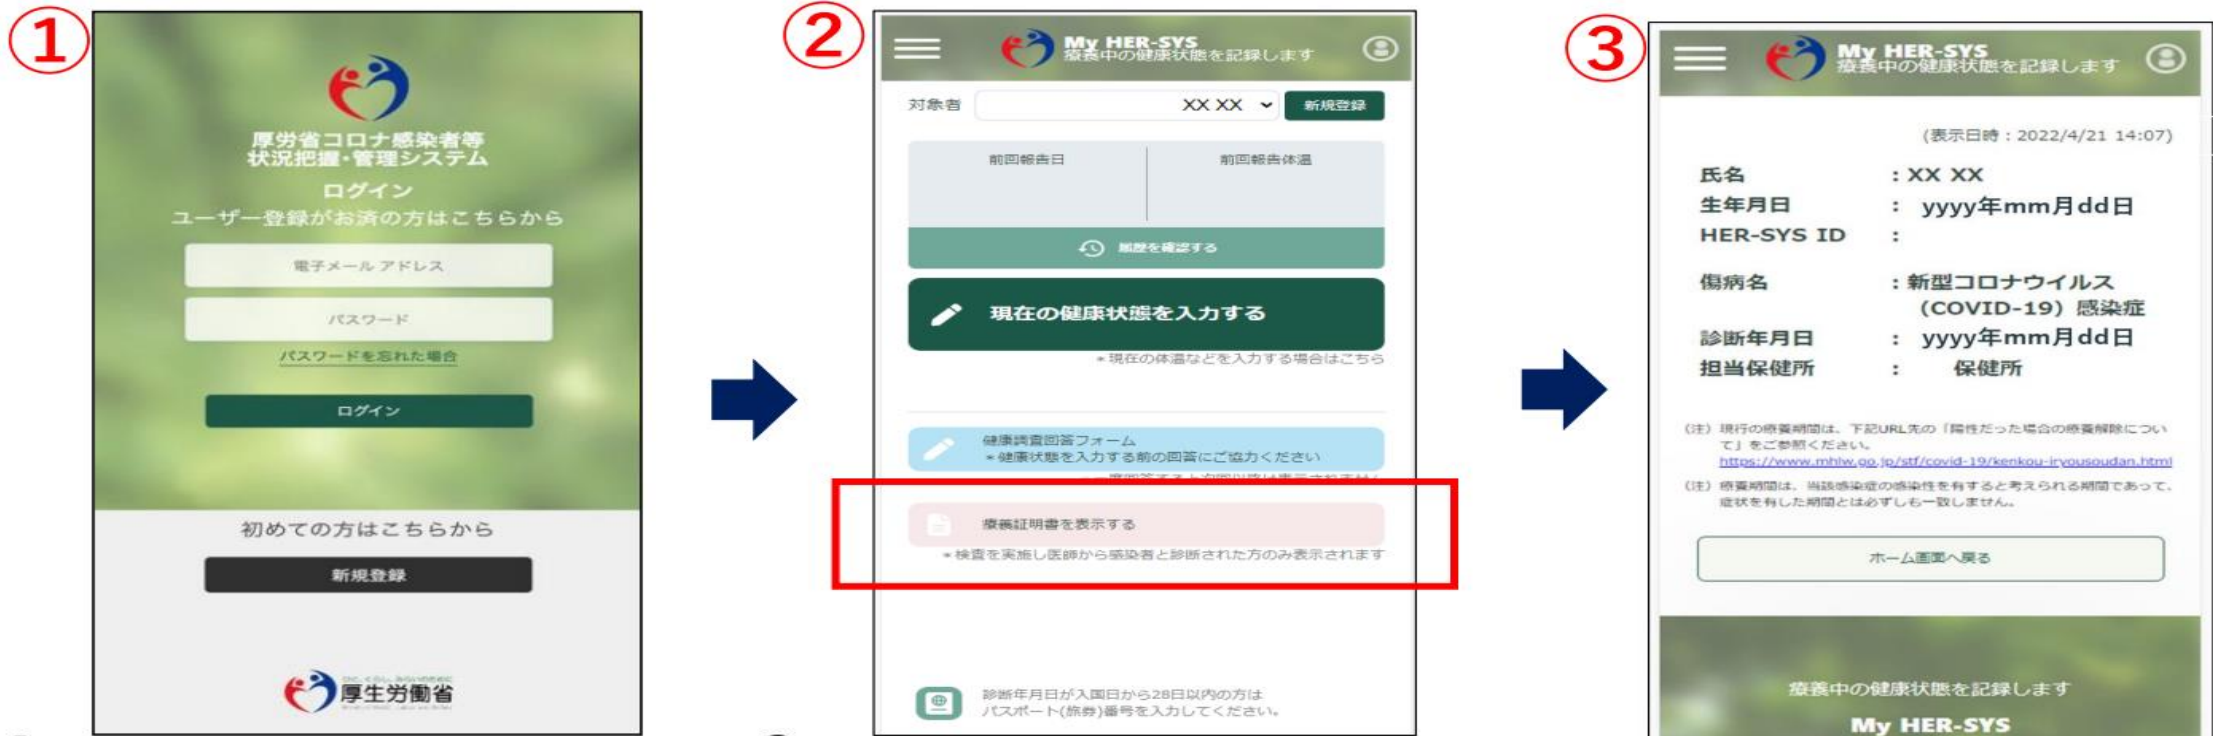 ①
厚労省コロナ感染者等
状況把握・管理システム
ログイン
ユーザー登録がお済の方はこちらから
電子メール アドレス
パスワード
パスワードを忘れた場合
ログイン
初めての方はこちらから
新規登録
厚生労働省
②
My HER-SYS
療養中の健康状態を記録します
対象者 XX XX 新規登録
前回報告日 前回報告体温
履歴を確認する
現在の健康状態を入力する
*現在の体温などを入力する場合はこちら
健康調査回答フォーム
*健康状態を入力する前の回答にご協力ください
療養証明書を表示する
*検査を実施し医師から感染者と診断された方のみ表示されます
診断年月日が入国日から28日以内の方は
パスポート(旅券)番号を入力してください。
③
My HER-SYS
療養中の健康状態を記録します
(表示日時：2022/4/21 14:07)
氏名 : XX XX
生年月日 : yyyy年mm月dd日
HER-SYS ID :
傷病名 : 新型コロナウイルス
(COVID-19) 感染症
診断年月日 : yyyy年mm月dd日
担当保健所 : 保健所
(注) 現行の療養期間は、下記URL先の「陽性だった場合の療養解除につい
て」をご参照ください。
https://www.mhlw.go.jp/stf/covid-19/kenkou-iryousoudan.html
(注) 療養期間は、当該感染症の感染性を有すると考えられる期間であって、
症状を有した期間とは必ずしも一致しません。
ホーム画面へ戻る
療養中の健康状態を記録します
My HER-SYS